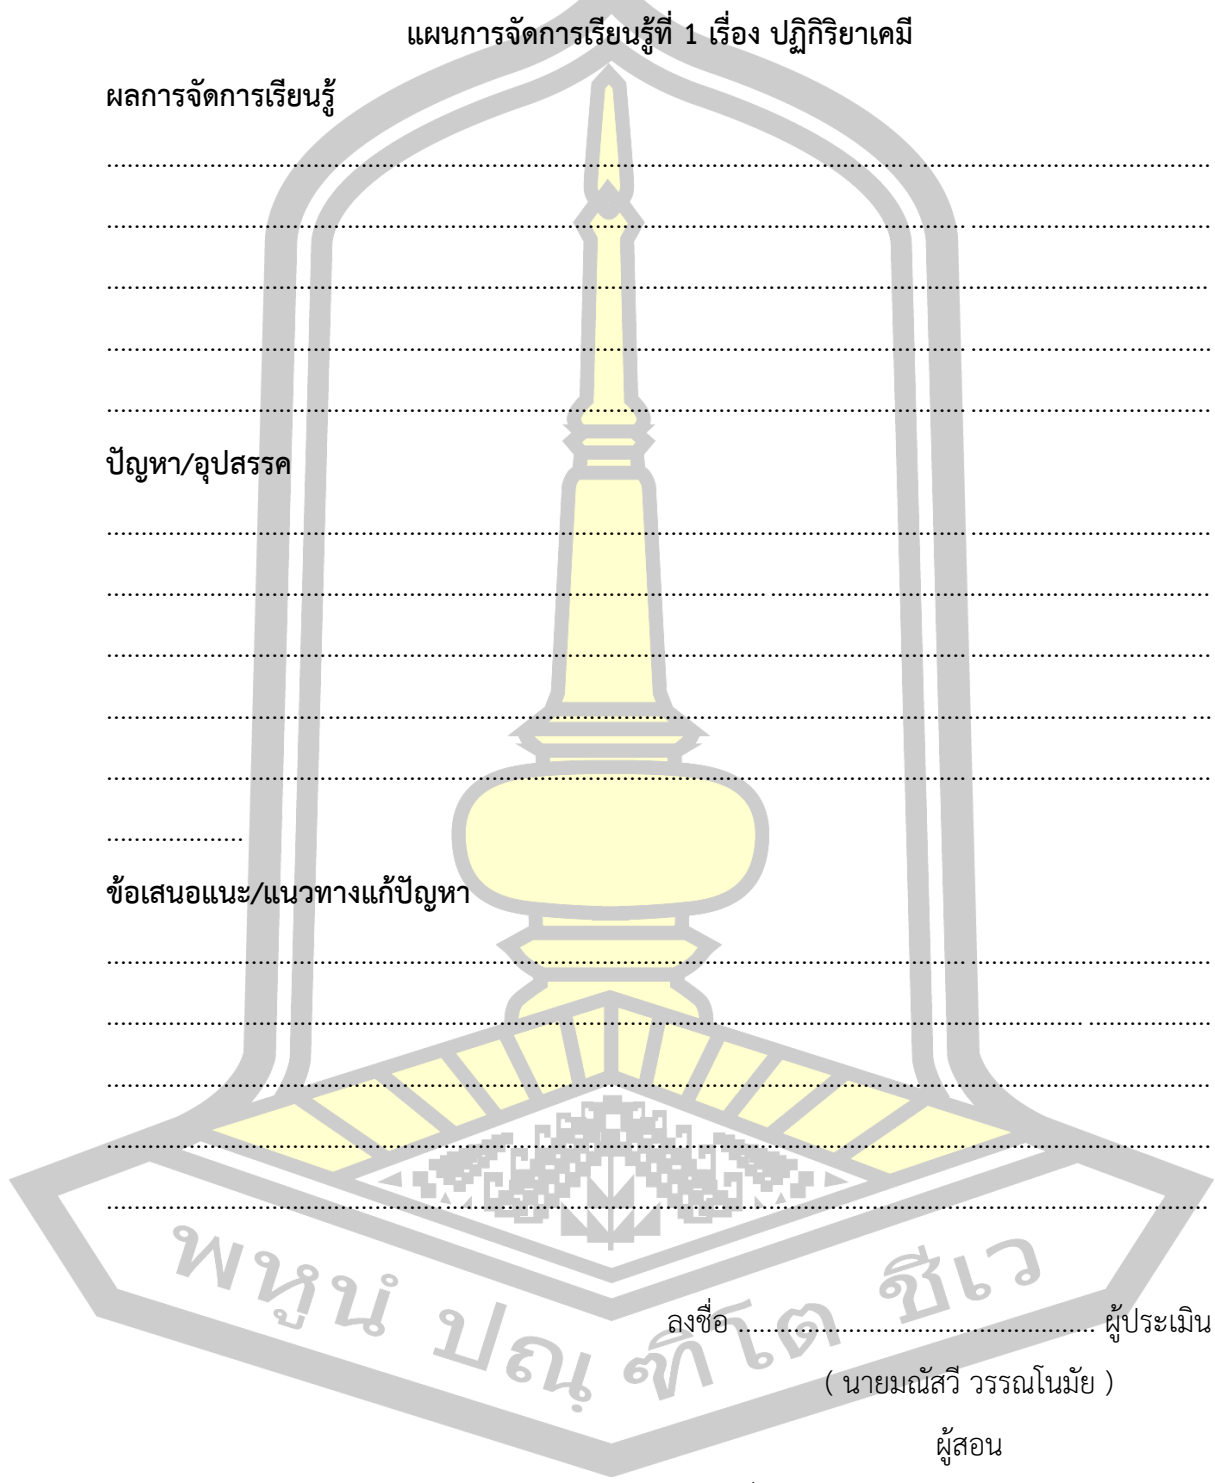 แผนการจัดการเรียนรู้ที่ 1 เรื่อง ปฏิกิริยาเคมี
ผลการจัดการเรียนรู้
................................................................................................................................................................
................................................................................................................................................................
................................................................................................................................................................
................................................................................................................................................................
................................................................................................................................................................
ปัญหา/อุปสรรค
................................................................................................................................................................
................................................................................................................................................................
................................................................................................................................................................
................................................................................................................................................................
................................................................................................................................................................
....................
ข้อเสนอแนะ/แนวทางแก้ปัญหา
................................................................................................................................................................
................................................................................................................................................................
................................................................................................................................................................
................................................................................................................................................................
................................................................................................................................................................
พหูนํ ปณฺฑิโต ชีเว
ลงชื่อ .................................................... ผู้ประเมิน
( นายมณัสวี วรรณโนมัย )
ผู้สอน